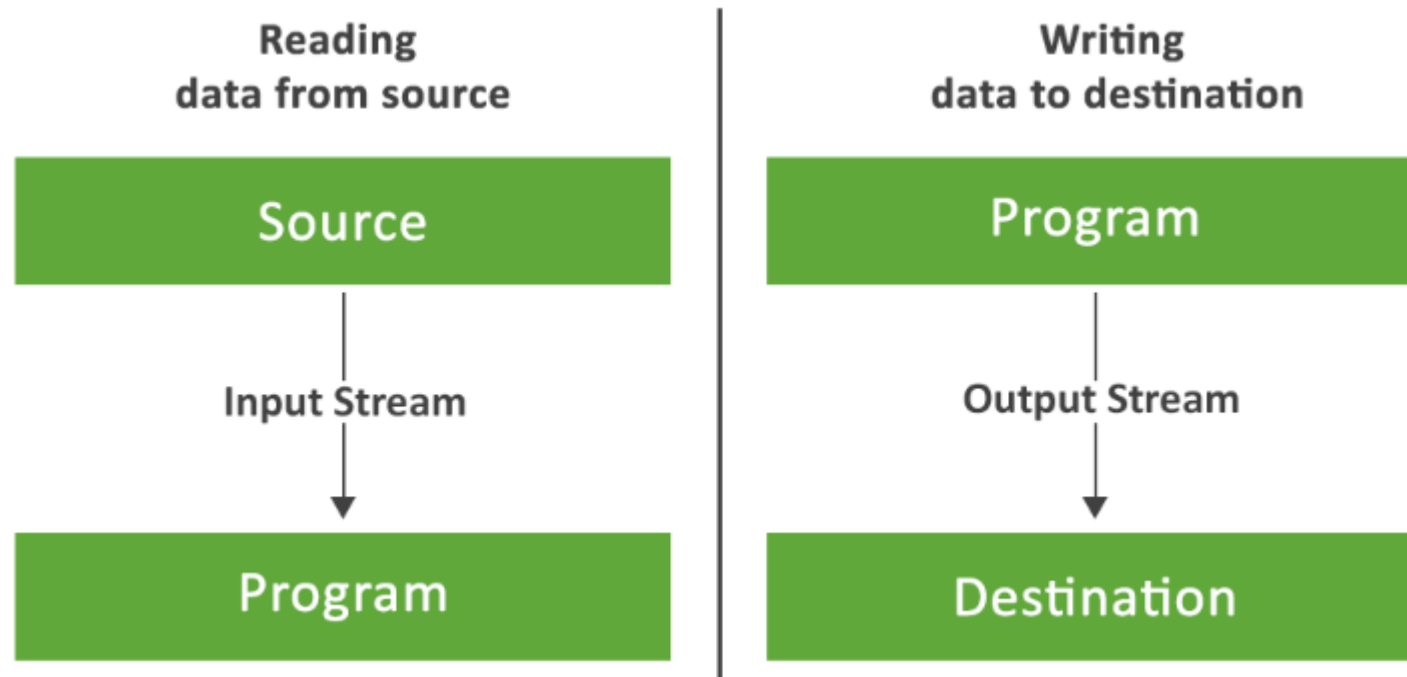 Reading
data from source
Source
Input Stream
Program
Writing
data to destination
Program
Output Stream
Destination